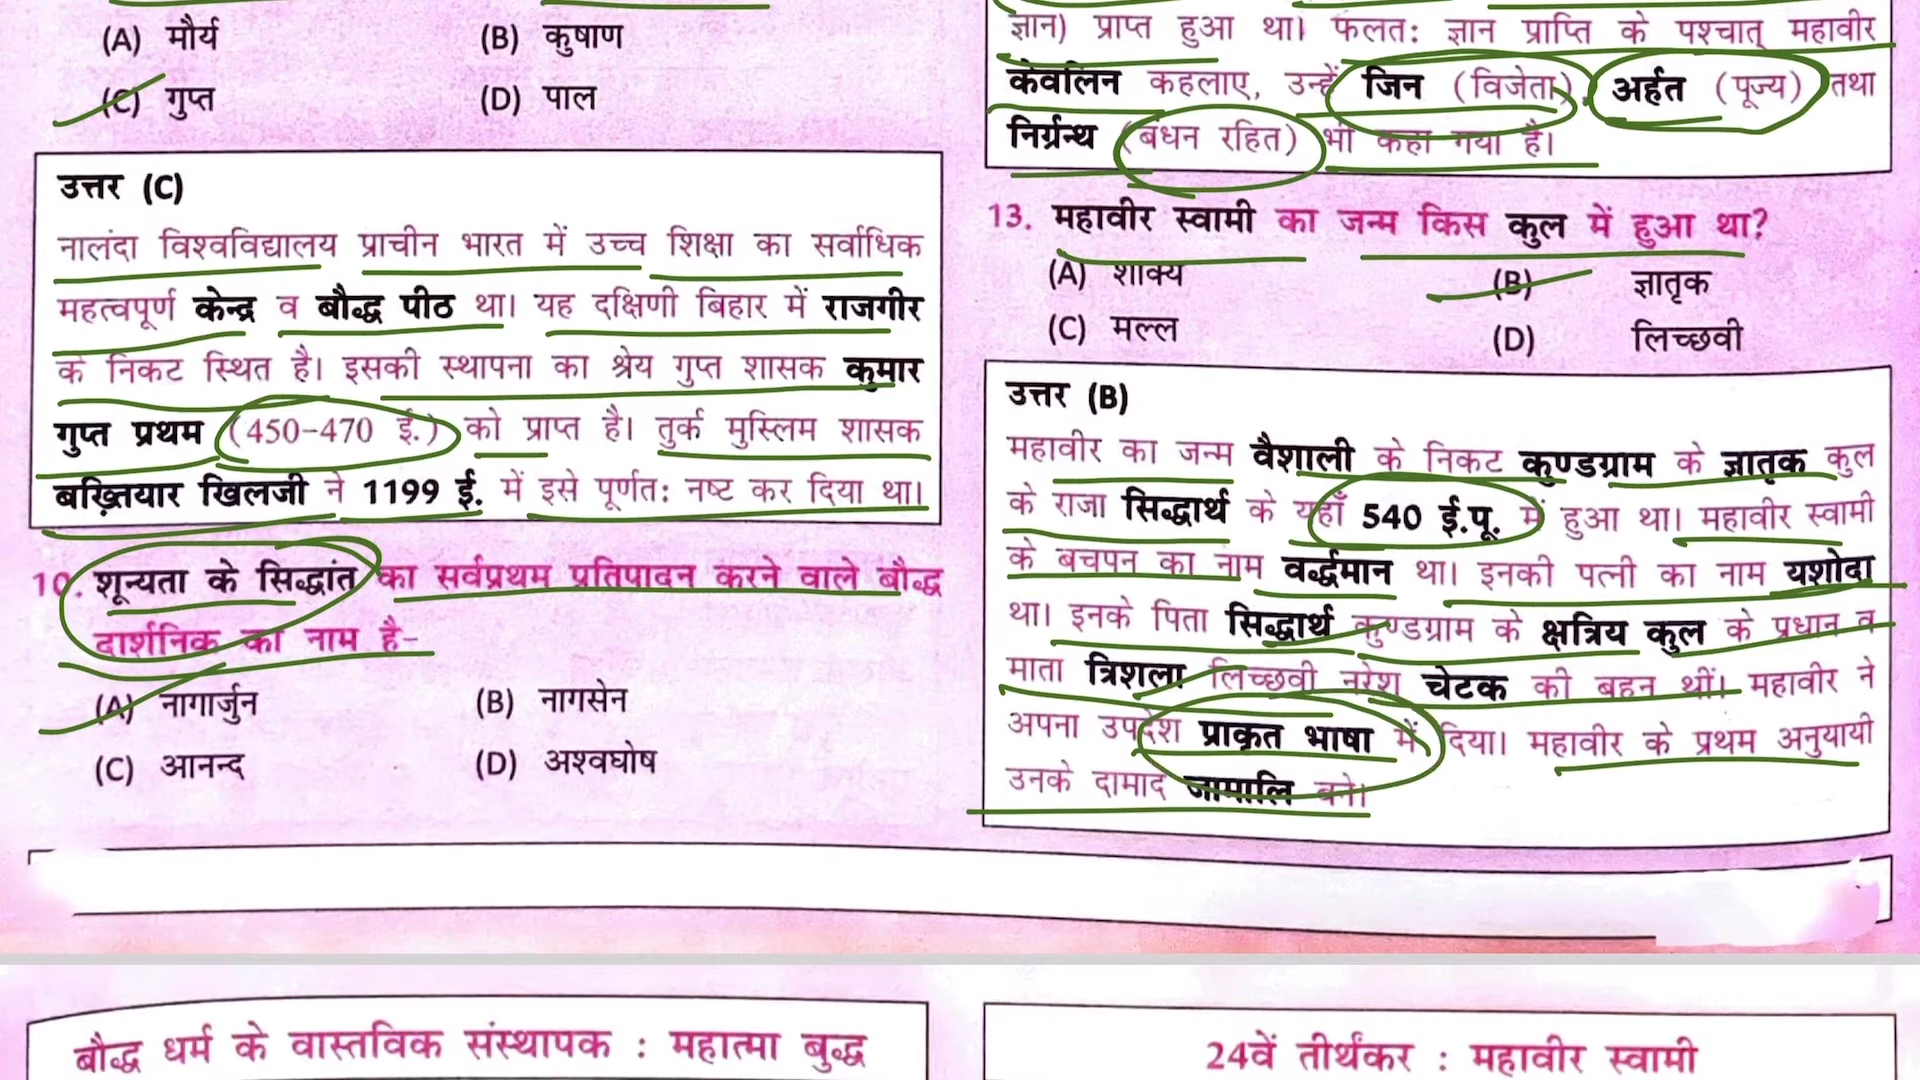 (A) मौर्य (B) कुषाण
(C) गुप्त (D) पाल
उत्तर (C)
नालंदा विश्वविद्यालय प्राचीन भारत में उच्च शिक्षा का सर्वाधिक
महत्वपूर्ण केन्द्र व बौद्ध पीठ था। यह दक्षिणी बिहार में राजगीर
के निकट स्थित है। इसकी स्थापना का श्रेय गुप्त शासक कुमार
गुप्त प्रथम (450-470 ई.) को प्राप्त है। तुर्क मुस्लिम शासक
बख़्तियार खिलजी ने 1199 ई. में इसे पूर्णत: नष्ट कर दिया था।
10. शून्यता के सिद्धांत का सर्वप्रथम प्रतिपादन करने वाले बौद्ध
दार्शनिक का नाम है-
(A) नागार्जुन (B) नागसेन
(C) आनन्द (D) अश्वघोष
ज्ञान) प्राप्त हुआ था। फलत: ज्ञान प्राप्ति के पश्चात् महावीर
केवलिन कहलाए, उन्हें जिन (विजेता), अर्हत (पूज्य) तथा
निर्ग्रन्थ (बंधन रहित) भी कहा गया है।
13. महावीर स्वामी का जन्म किस कुल में हुआ था?
(A) शाक्य (B) ज्ञातृक
(C) मल्ल (D) लिच्छवी
उत्तर (B)
महावीर का जन्म वैशाली के निकट कुण्डग्राम के ज्ञातृक कुल
के राजा सिद्धार्थ के यहाँ 540 ई.पू. में हुआ था। महावीर स्वामी
के बचपन का नाम वर्द्धमान था। इनकी पत्नी का नाम यशोदा
था। इनके पिता सिद्धार्थ कुण्डग्राम के क्षत्रिय कुल के प्रधान व
माता त्रिशला लिच्छवी नरेश चेटक की बहन थीं। महावीर ने
अपना उपदेश प्राकृत भाषा में दिया। महावीर के प्रथम अनुयायी
उनके दामाद जामालि बने।
बौद्ध धर्म के वास्तविक संस्थापक : महात्मा बुद्ध
24वें तीर्थंकर : महावीर स्वामी